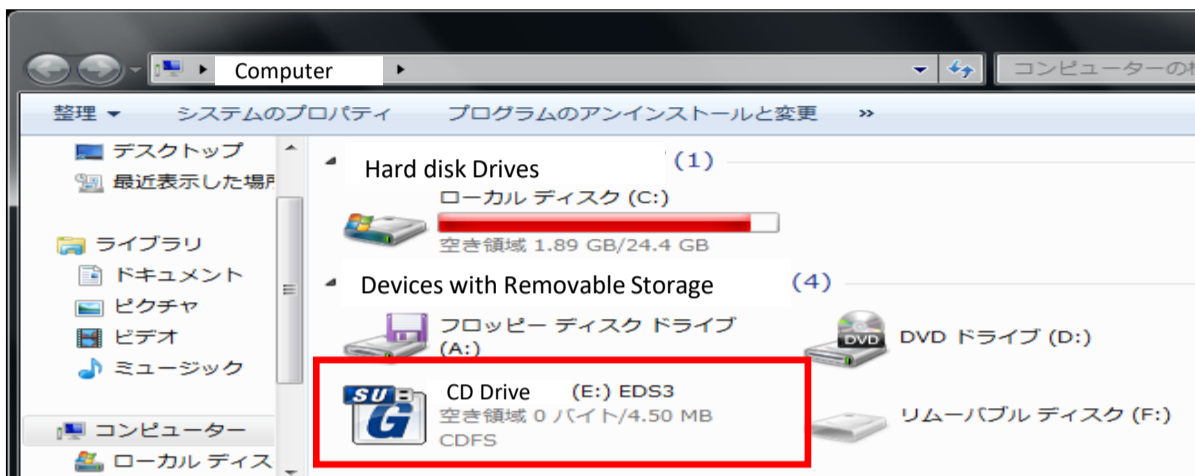 Computer
コンピューターの検
整理 システムのプロパティ プログラムのアンインストールと変更 »
デスクトップ
最近表示した場所
ライブラリ
ドキュメント
ピクチャ
ビデオ
ミュージック
コンピューター
ローカル ディス
Hard disk Drives (1)
ローカル ディスク (C:)
空き領域 1.89 GB/24.4 GB
Devices with Removable Storage (4)
フロッピー ディスク ドライブ
(A:)
DVD
DVD ドライブ (D:)
SUB
G
CD Drive (E:) EDS3
空き領域 0 バイト/4.50 MB
CDFS
リムーバブル ディスク (F:)